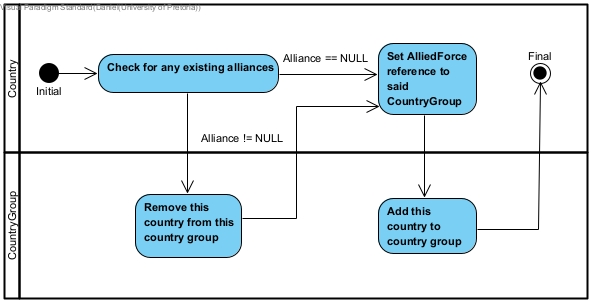 Visual Paradigm Standard(Daniel(University of Pretoria))
Country
Initial
Check for any existing alliances
Alliance == NULL
Set AlliedForce
reference to
said
CountryGroup
Final
Alliance != NULL
CountryGroup
Remove this
country from this
country group
Add this
country to
country group